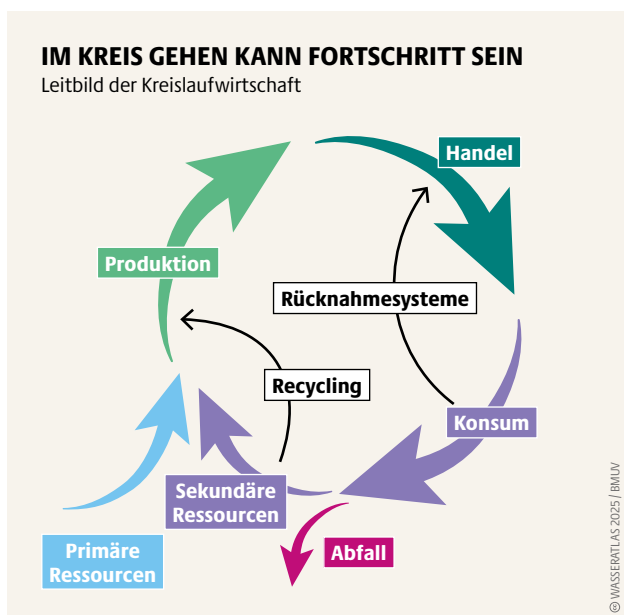 IM KREIS GEHEN KANN FORTSCHRITT SEIN
Leitbild der Kreislaufwirtschaft
Handel
Produktion
Rücknahmesysteme
Recycling
Konsum
Sekundäre
Ressourcen
Primäre
Ressourcen
Abfall
© WASSERATLAS 2025 / BMUV